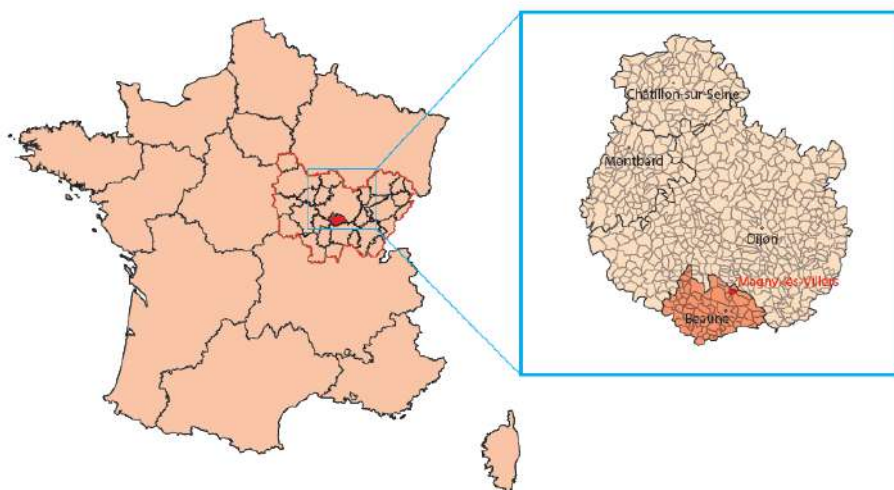 Châtillon-sur-Seine
Montbard
Dijon
Magny-lès-Villers
Beaune